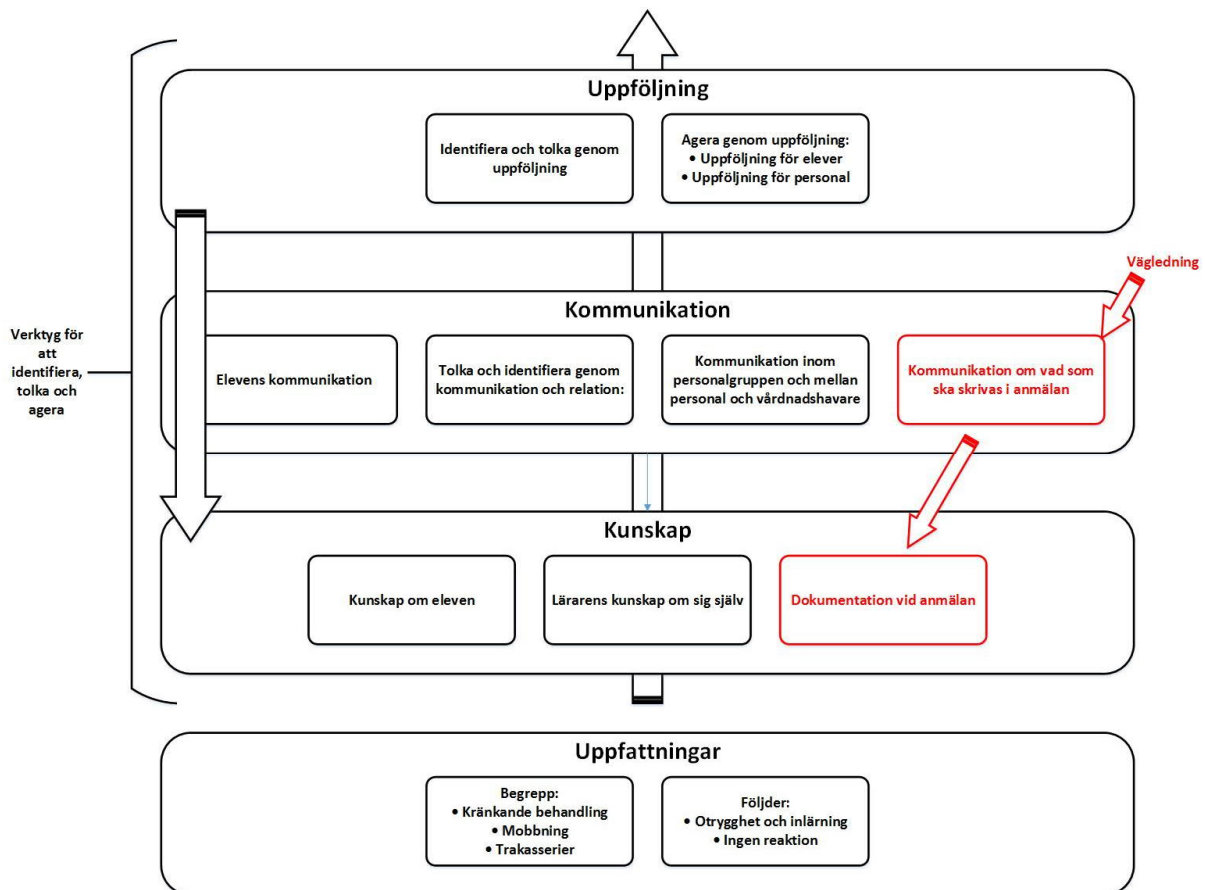 Uppföljning
Identifiera och tolka genom
uppföljning
Agera genom uppföljning:
• Uppföljning för elever
• Uppföljning för personal
Vägledning
Verktyg för
att
identifiera,
tolka och
agera
Kommunikation
Elevens kommunikation
Tolka och identifiera genom
kommunikation och relation:
Kommunikation inom
personalgruppen och mellan
personal och vårdnadshavare
Kommunikation om vad som
ska skrivas i anmälan
Kunskap
Kunskap om eleven
Lärarens kunskap om sig själv
Dokumentation vid anmälan
Uppfattningar
Begrepp:
• Kränkande behandling
• Mobbning
• Trakasserier
Följder:
• Otrygghet och inlärning
• Ingen reaktion